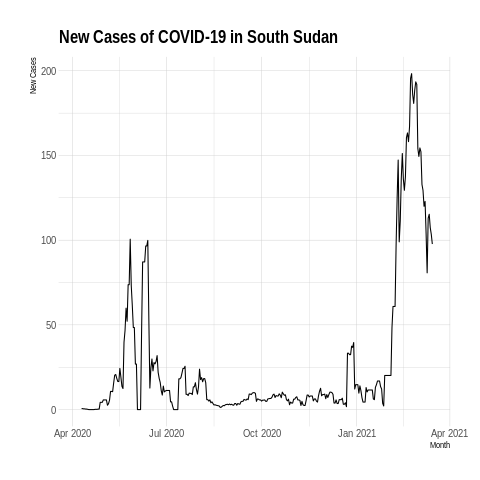 New Cases of COVID-19 in South Sudan
New Cases
200
150
100
50
0
Apr 2020 Jul 2020 Oct 2020 Jan 2021 Apr 2021
Month